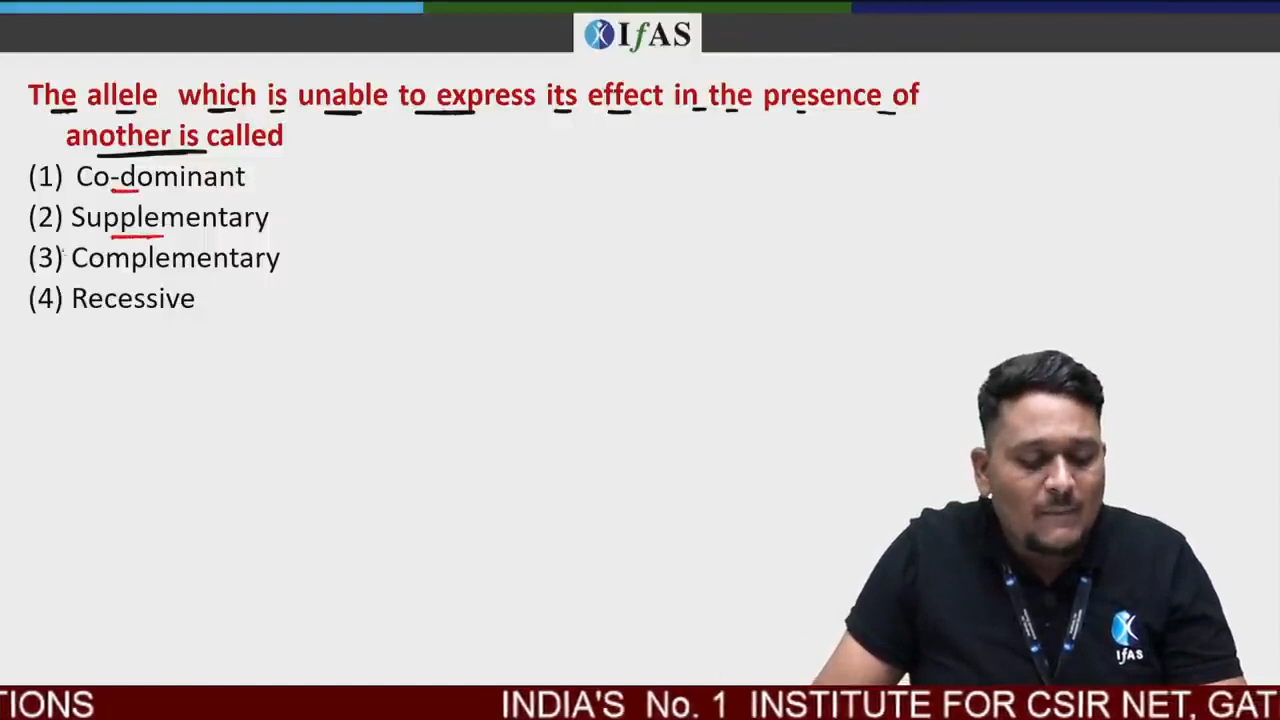 IfAS
The allele which is unable to express its effect in the presence of
another is called
(1) Co-dominant
(2) Supplementary
(3) Complementary
(4) Recessive
IfAS
TIONS INDIA'S No. 1 INSTITUTE FOR CSIR NET, GAT